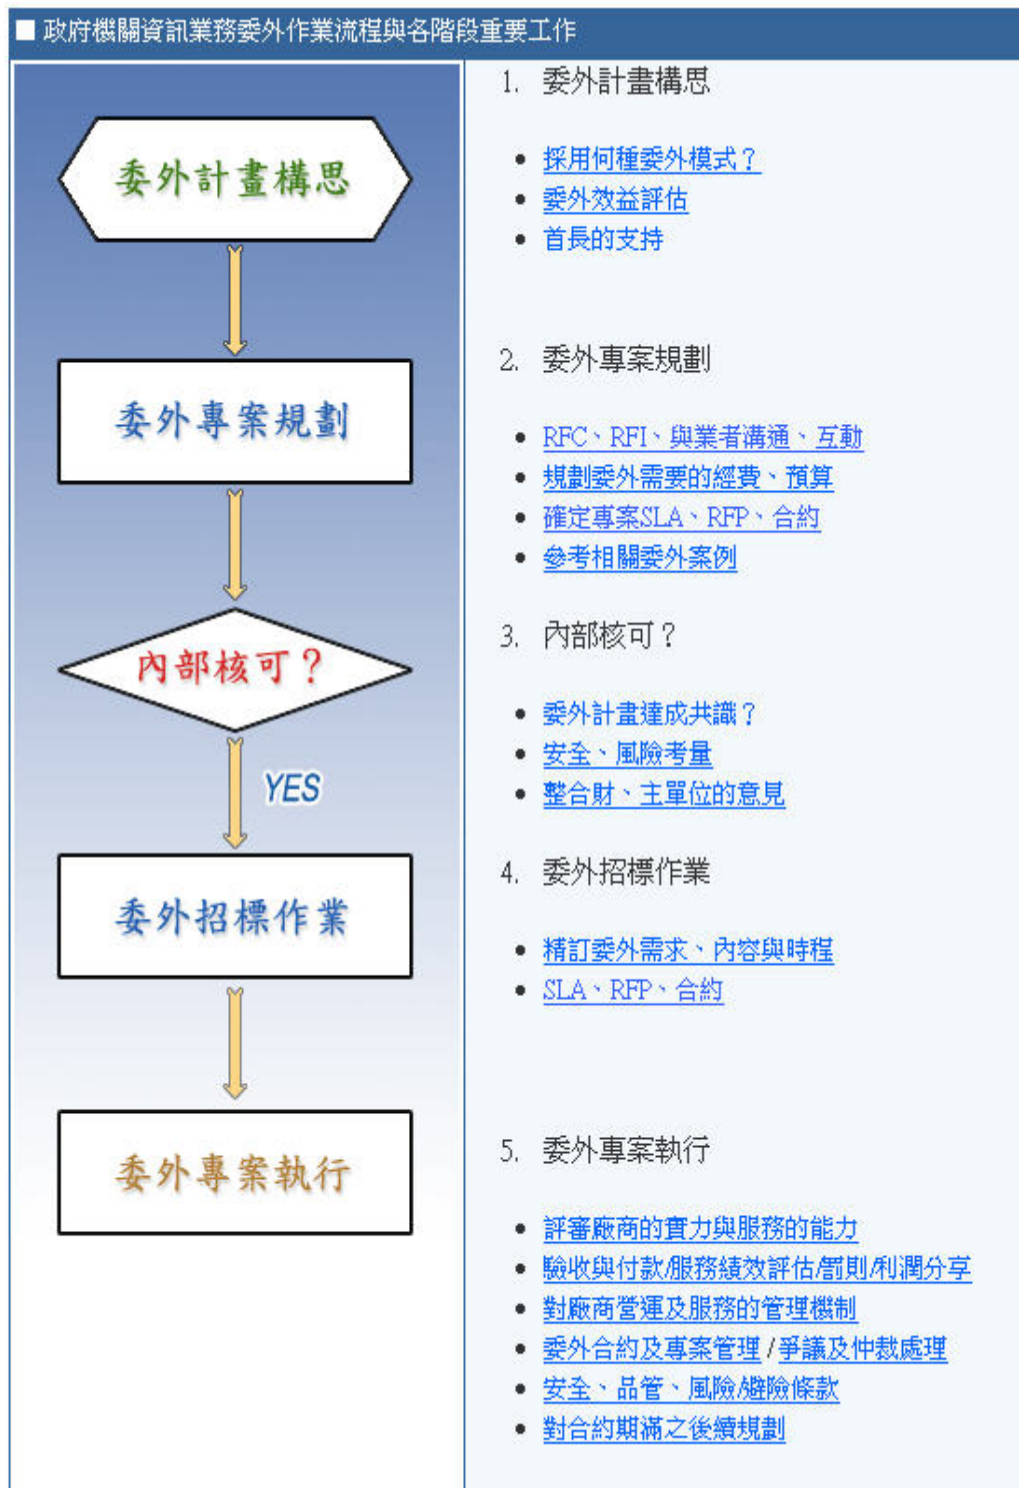 ■ 政府機關資訊業務委外作業流程與各階段重要工作
委外計畫構思
委外專案規劃
內部核可？
YES
委外招標作業
委外專案執行
1. 委外計畫構思
• 採用何種委外模式？
• 委外效益評估
• 首長的支持
2. 委外專案規劃
• RFC、RFI、與業者溝通、互動
• 規劃委外需要的經費、預算
• 確定專案SLA、RFP、合約
• 參考相關委外案例
3. 內部核可？
• 委外計畫達成共識？
• 安全、風險考量
• 整合財、主單位的意見
4. 委外招標作業
• 精訂委外需求、內容與時程
• SLA、RFP、合約
5. 委外專案執行
• 評審廠商的實力與服務的能力
• 驗收與付款/服務績效評估/罰則/利潤分享
• 對廠商營運及服務的管理機制
• 委外合約及專案管理 / 爭議及仲裁處理
• 安全、品管、風險/避險條款
• 對合約期滿之後續規劃